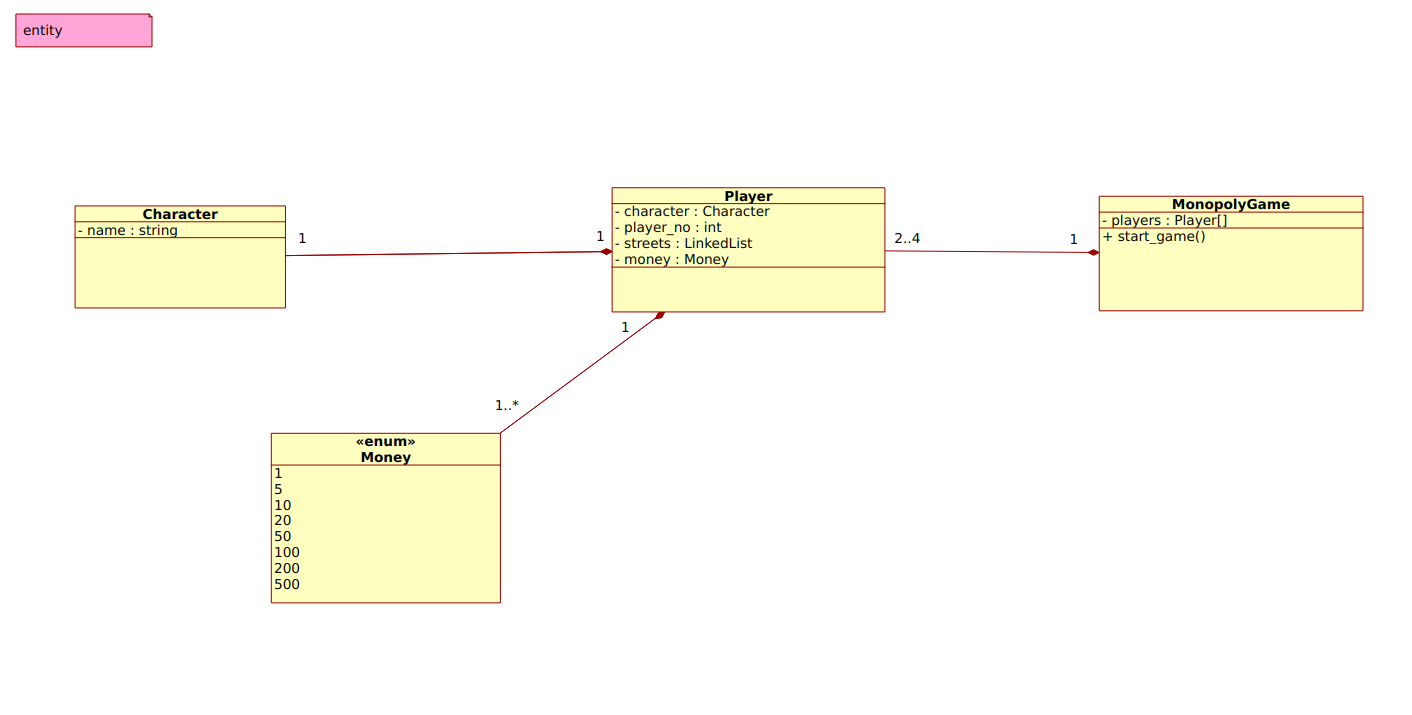 entity
Character
- name : string
1
1
Player
- character : Character
- player_no : int
- streets : LinkedList
- money : Money
2..4
1
MonopolyGame
- players : Player[]
+ start_game()
1
1..*
«enum»
Money
1
5
10
20
50
100
200
500